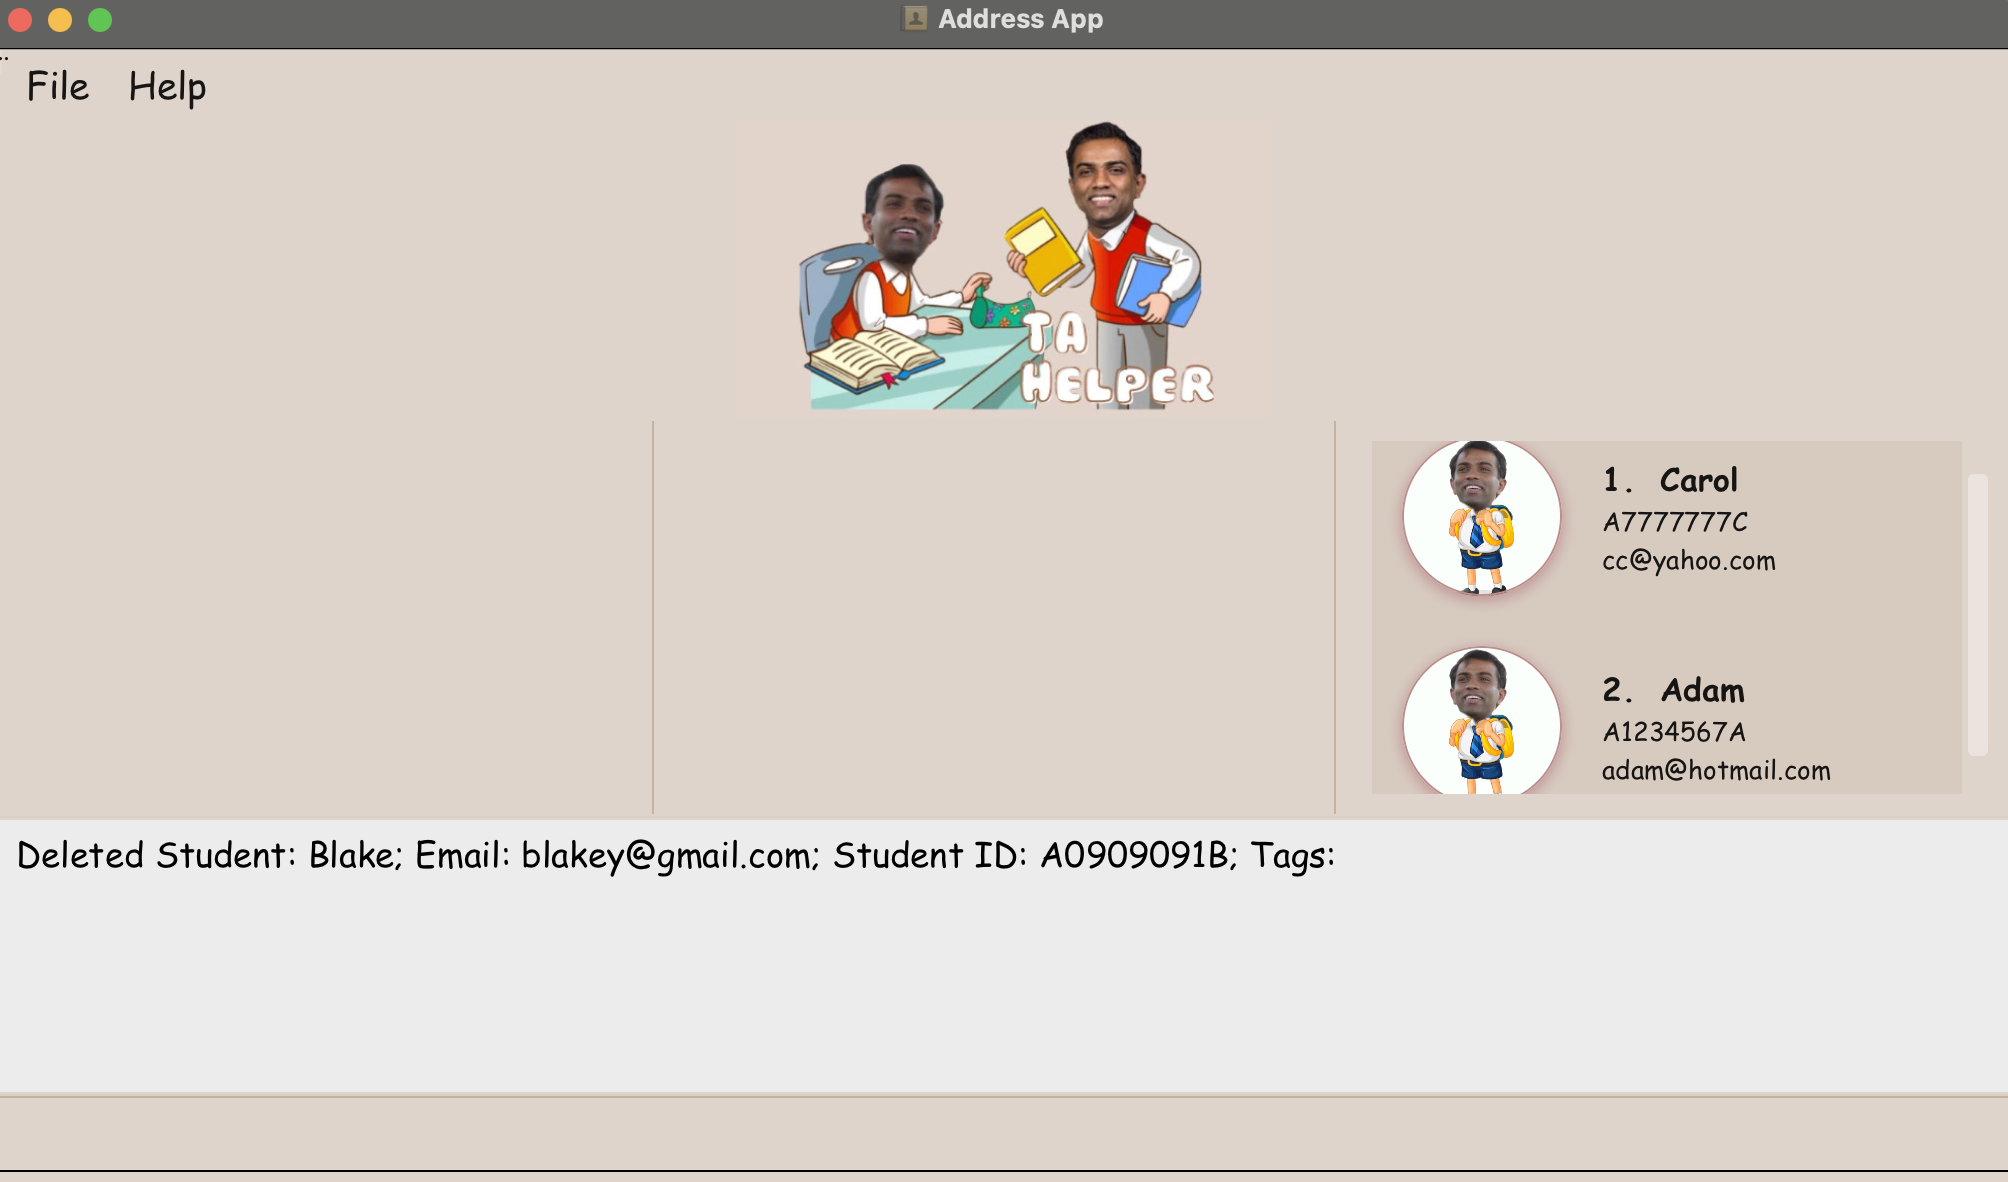 Address App
File Help
TA
HELPER
1. Carol
A7777777C
cc@yahoo.com
2. Adam
A1234567A
adam@hotmail.com
Deleted Student: Blake; Email: blakey@gmail.com; Student ID: A0909091B; Tags: